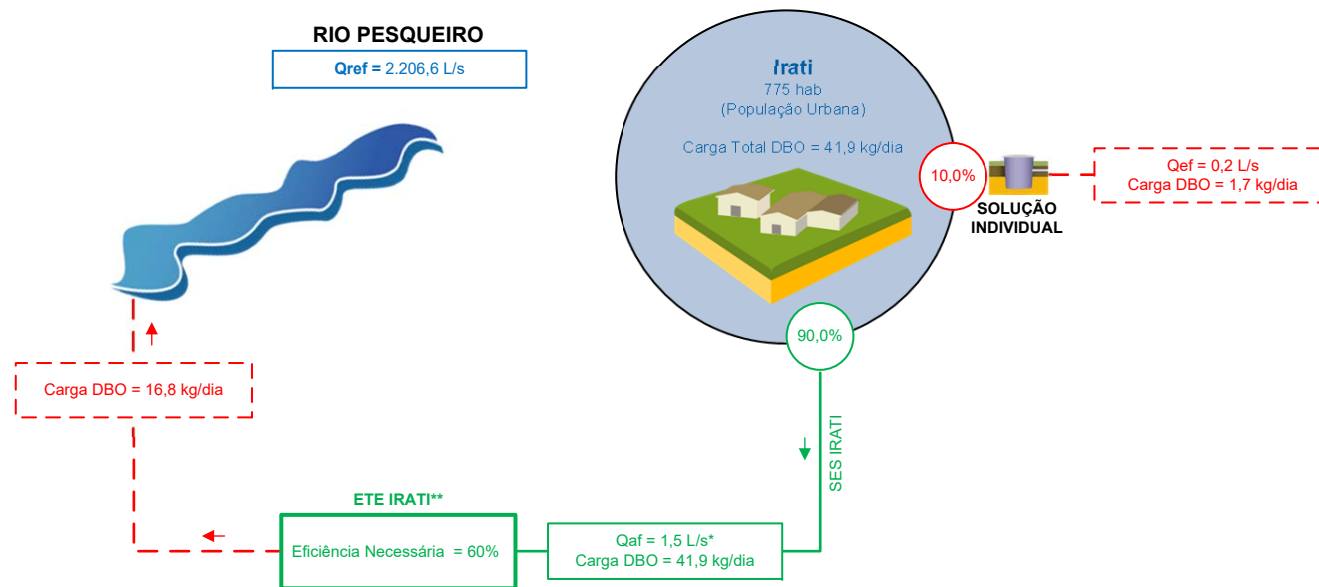 RIO PESQUEIRO
Qref = 2.206,6 L/s
Irati
775 hab
(População Urbana)
Carga Total DBO = 41,9 kg/dia
10,0%
SOLUÇÃO
INDIVIDUAL
Qef = 0,2 L/s
Carga DBO = 1,7 kg/dia
90,0%
SES IRATI
Carga DBO = 16,8 kg/dia
ETE IRATI**
Eficiência Necessária = 60%
Qaf = 1,5 L/s*
Carga DBO = 41,9 kg/dia